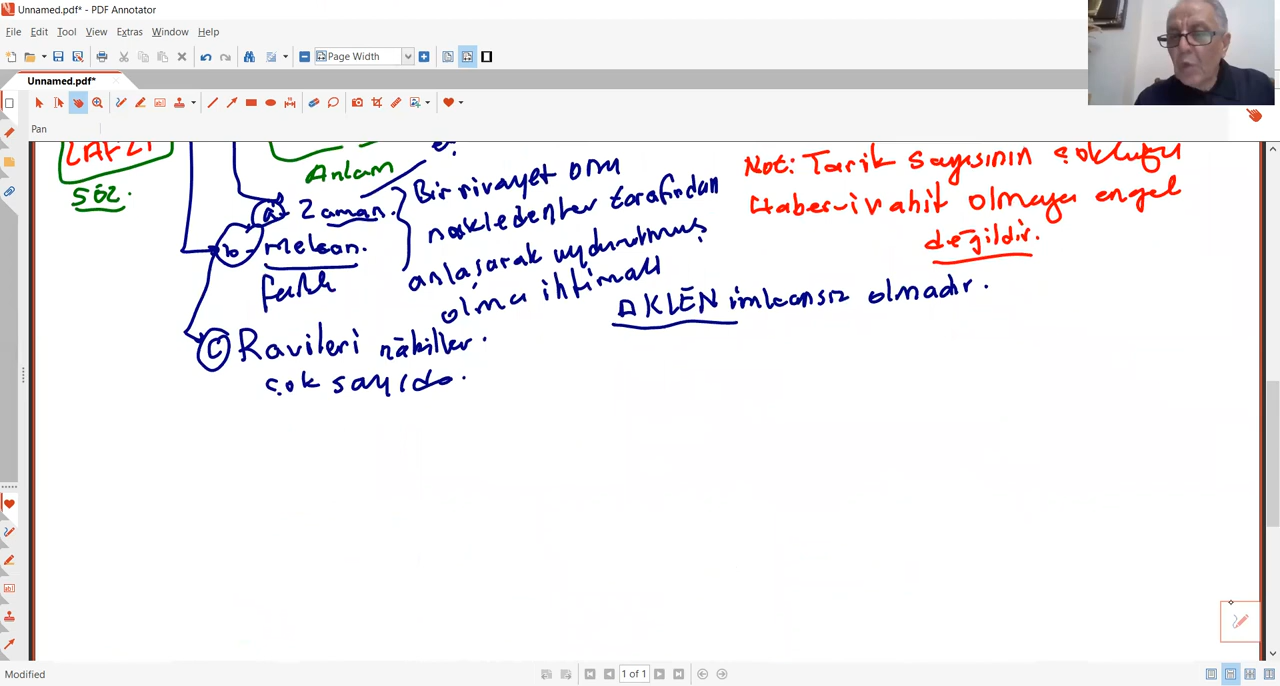 Unnamed.pdf* - PDF Annotator
File Edit Tool View Extras Window Help
Page Width
Unnamed.pdf*
Pan
LAFZI
SÖZ.
Anlam
a- Zaman.
b- Mekan.
farklı
Bir rivayet onu
nakledenler tarafından
anlaşarak uydurulmuş
olma ihtimali
AKLEN imkansız olmadır.
c Ravileri nâkiller.
çok sayıda.
Not: Tarik sayısının çokluğu
Haber-i vahit olmaya engel
değildir.
1 of 1
Modified